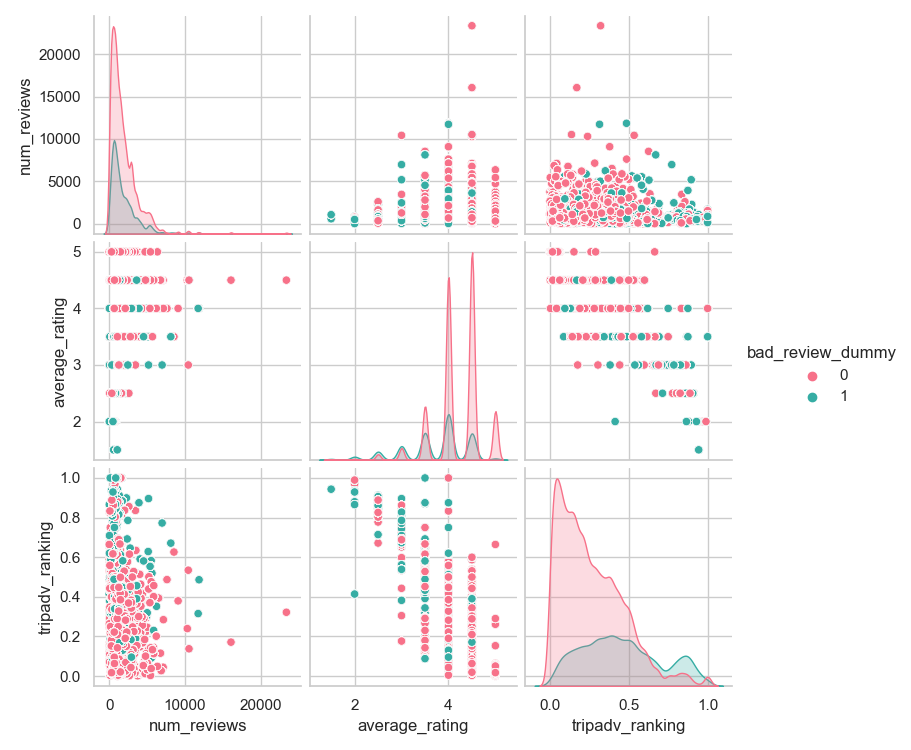 num_reviews
20000
15000
10000
5000
0
average_rating
5
4
3
2
bad_review_dummy
0
1
tripadv_ranking
1.0
0.8
0.6
0.4
0.2
0.0
0 10000 20000
2 4
0.0 0.5 1.0
num_reviews average_rating tripadv_ranking